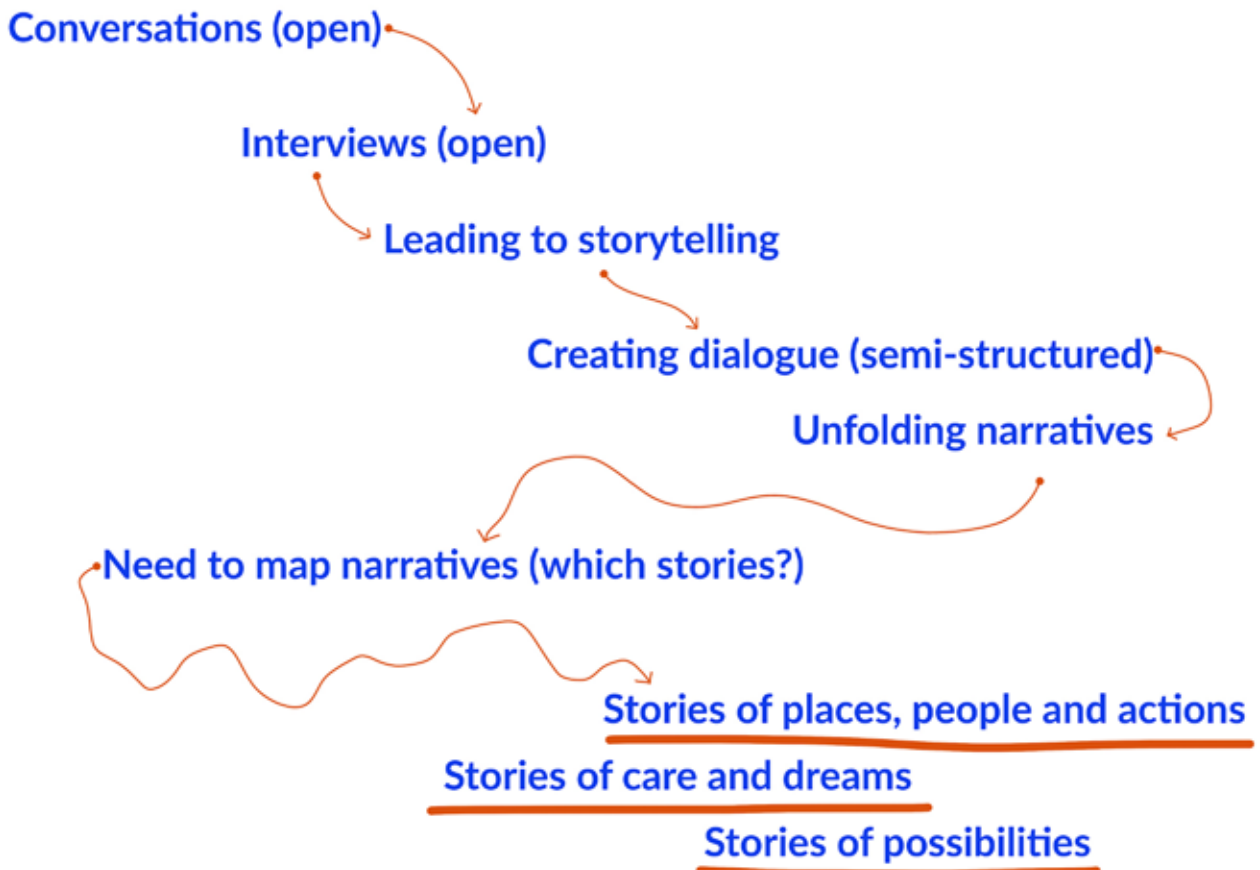 Conversations (open)
Interviews (open)
Leading to storytelling
Creating dialogue (semi-structured)
Unfolding narratives
Need to map narratives (which stories?)
Stories of places, people and actions
Stories of care and dreams
Stories of possibilities